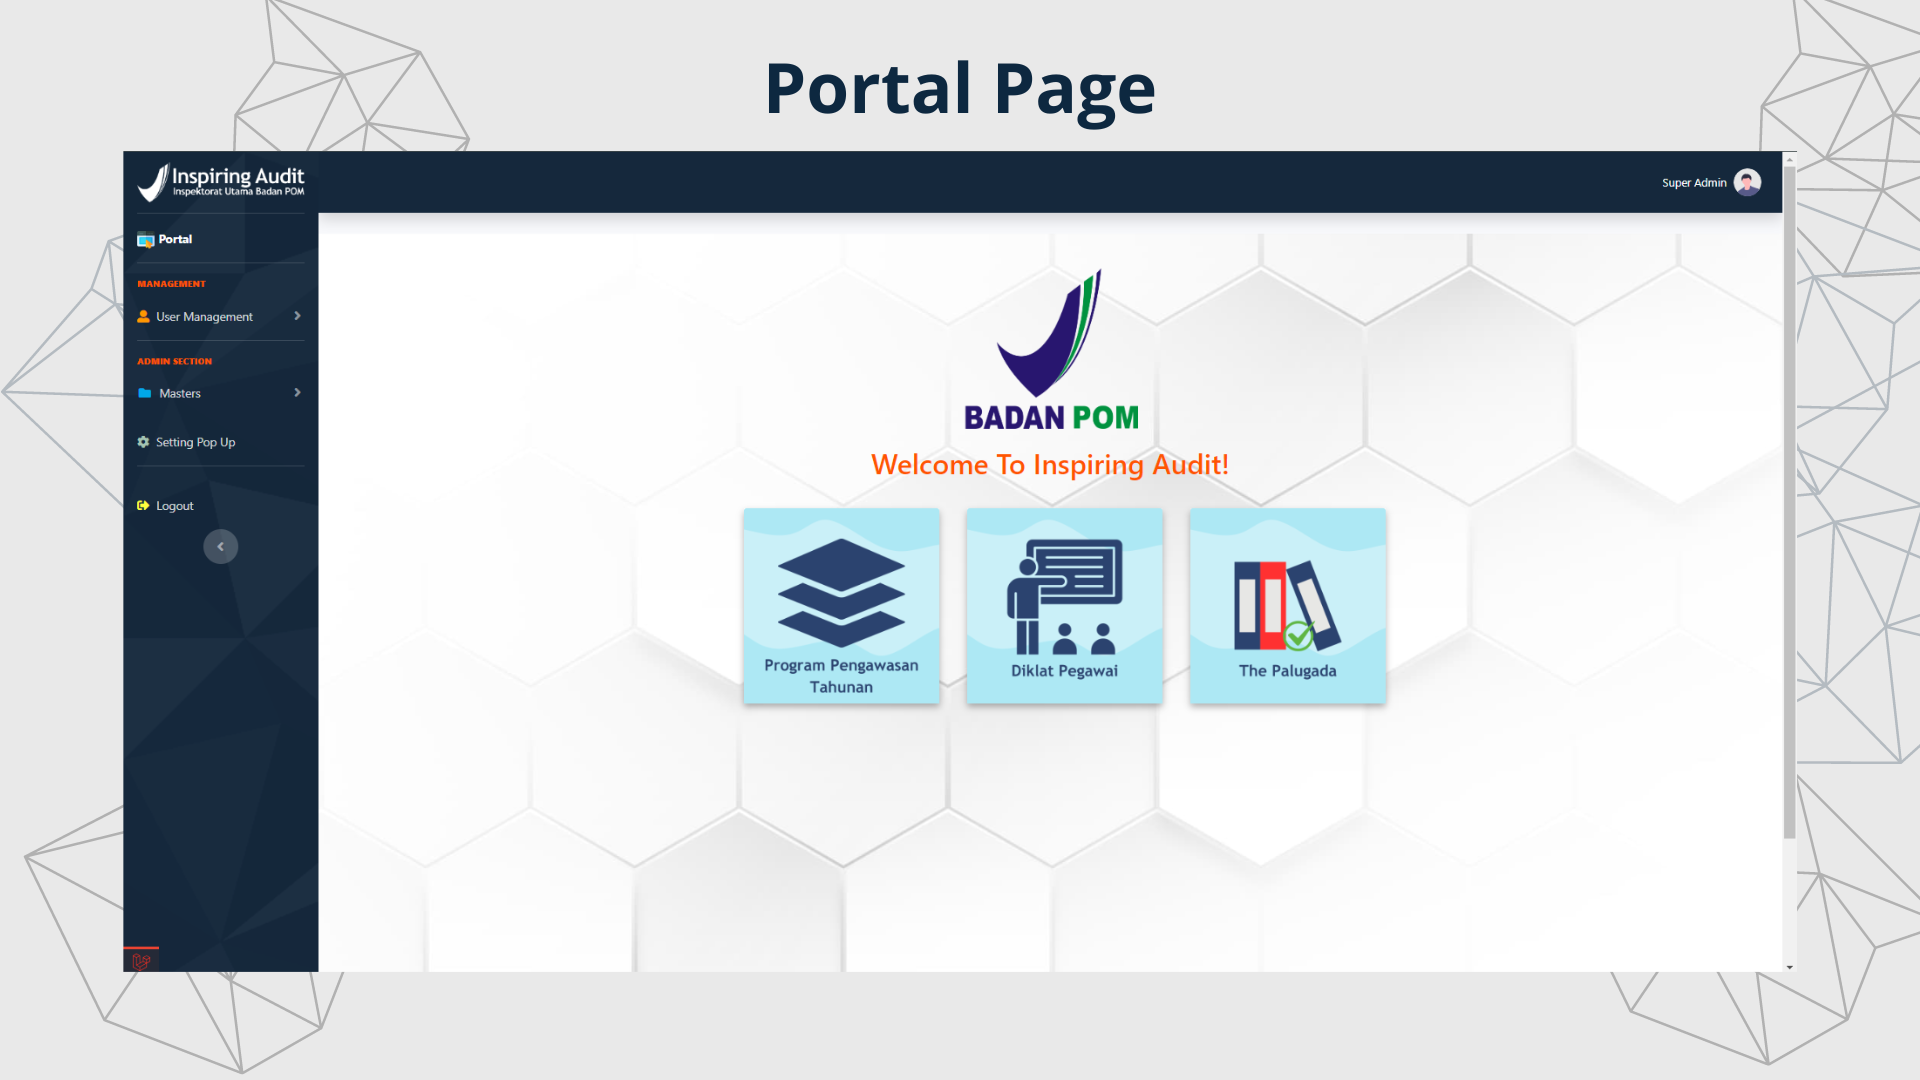 Portal Page
Inspiring Audit
Inspektorat Utama Badan POM
Super Admin
Portal
MANAGEMENT
User Management
ADMIN SECTION
Masters
Setting Pop Up
Logout
BADAN POM
Welcome To Inspiring Audit!
Program Pengawasan
Tahunan
Diklat Pegawai
The Palugada